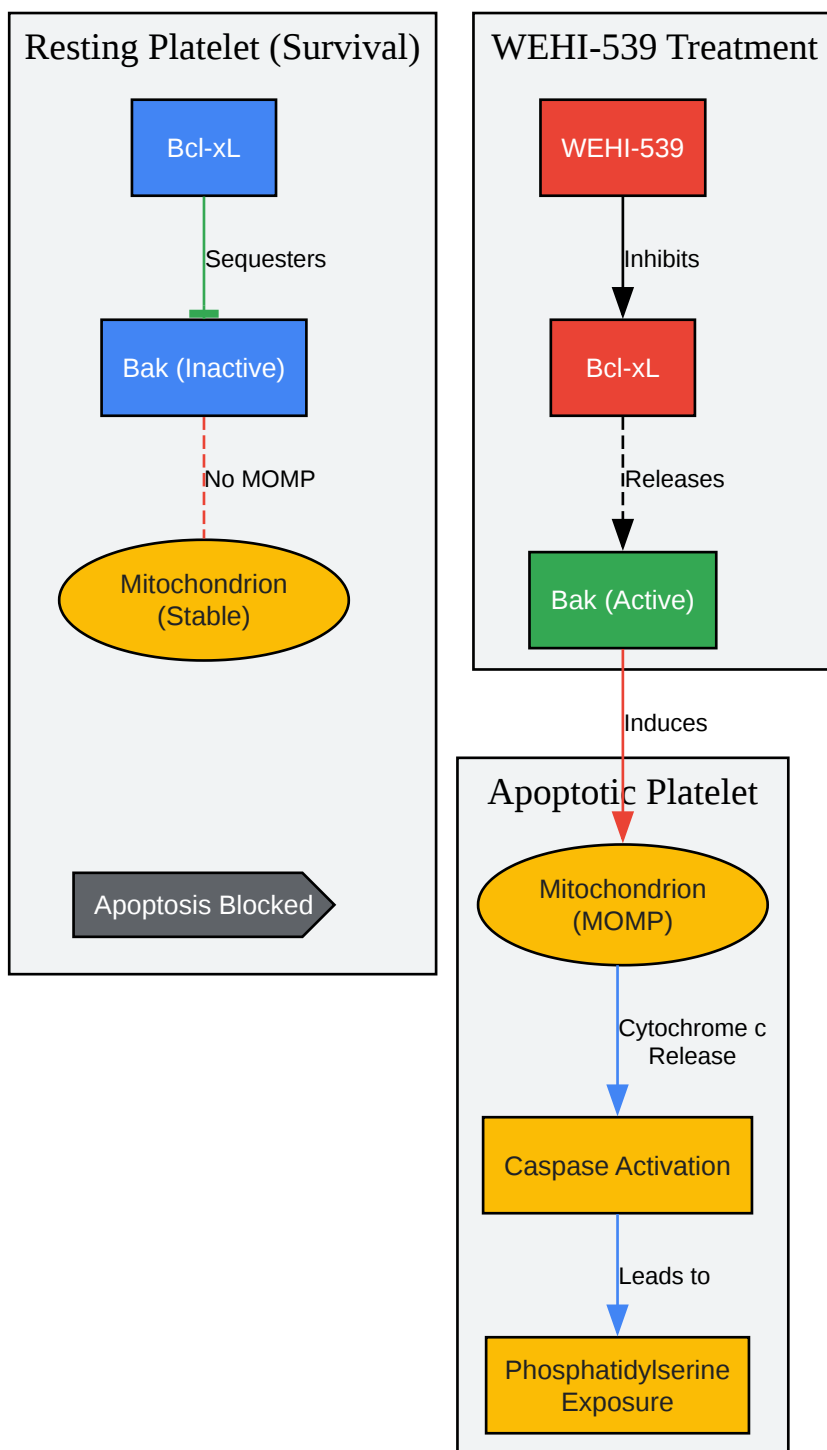 Resting Platelet (Survival)
Bcl-xL
Sequesters
Bak (Inactive)
No MOMP
Mitochondrion
(Stable)
Apoptosis Blocked
WEHI-539 Treatment
WEHI-539
Inhibits
Bcl-xL
Releases
Bak (Active)
Induces
Apoptotic Platelet
Mitochondrion
(MOMP)
Cytochrome c
Release
Caspase Activation
Leads to
Phosphatidylserine
Exposure